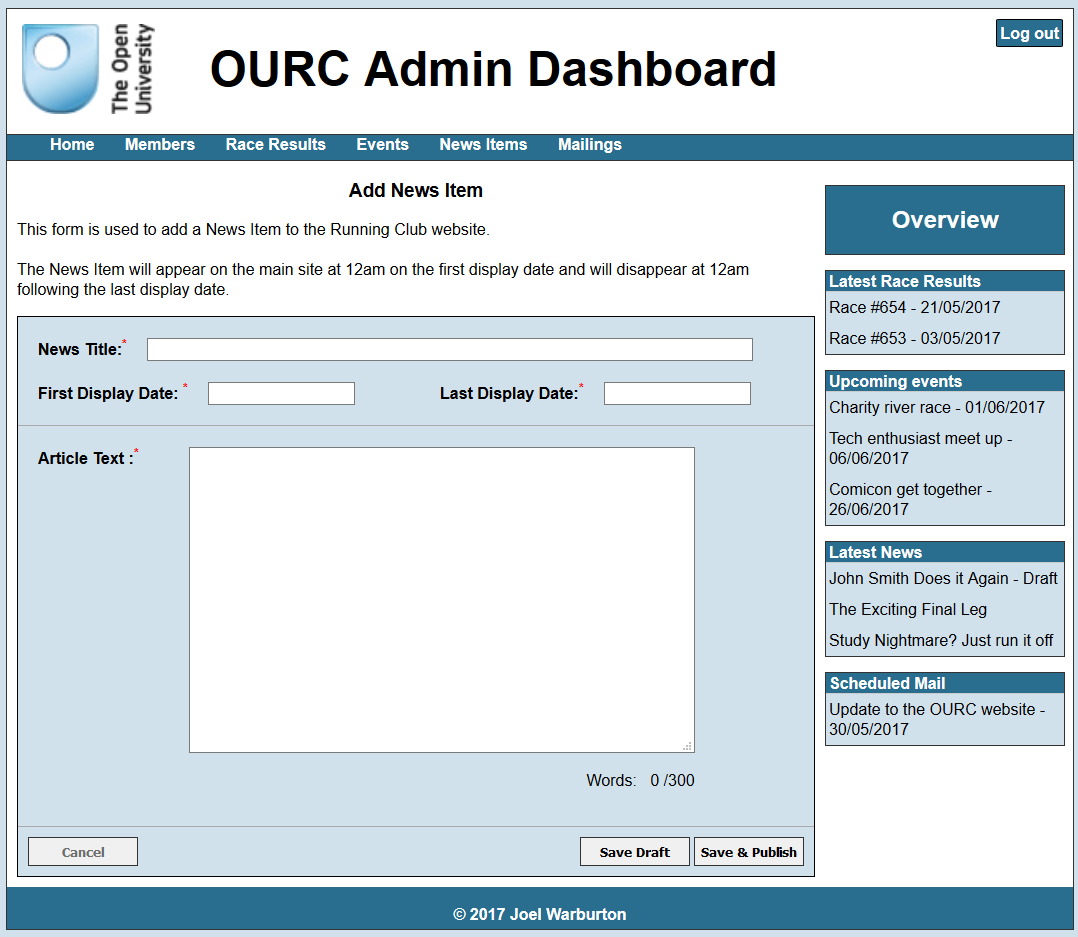 The Open
University
OURC Admin Dashboard
Log out
Home Members Race Results Events News Items Mailings
Add News Item
This form is used to add a News Item to the Running Club website.
The News Item will appear on the main site at 12am on the first display date and will disappear at 12am
following the last display date.
News Title:*
First Display Date: * Last Display Date:*
Article Text :*
Words: 0 /300
Cancel Save Draft Save & Publish
Overview
Latest Race Results
Race #654 - 21/05/2017
Race #653 - 03/05/2017
Upcoming events
Charity river race - 01/06/2017
Tech enthusiast meet up -
06/06/2017
Comicon get together -
26/06/2017
Latest News
John Smith Does it Again - Draft
The Exciting Final Leg
Study Nightmare? Just run it off
Scheduled Mail
Update to the OURC website -
30/05/2017
© 2017 Joel Warburton